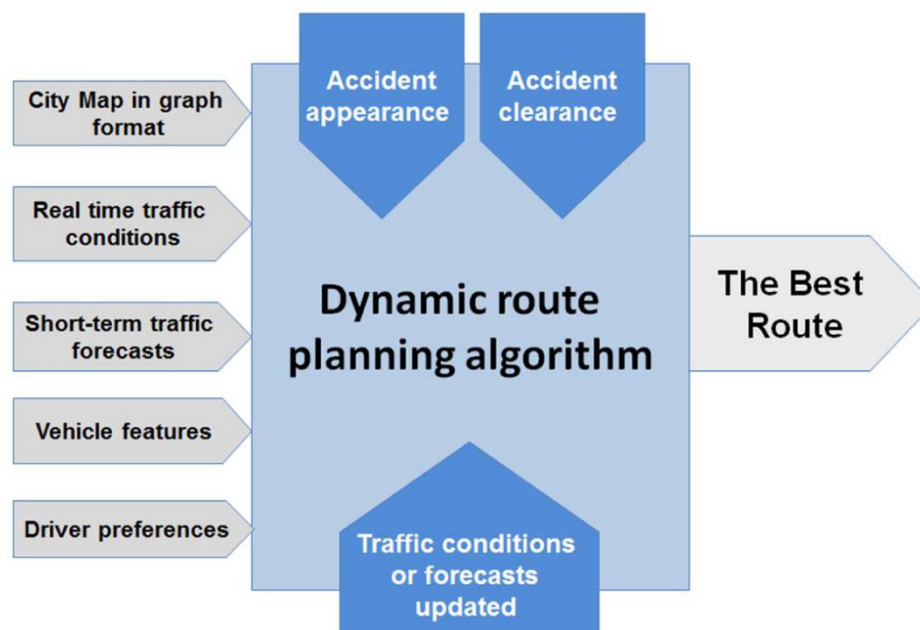 City Map in graph
format
Real time traffic
conditions
Short-term traffic
forecasts
Vehicle features
Driver preferences
Accident
appearance
Accident
clearance
Dynamic route
planning algorithm
Traffic conditions
or forecasts
updated
The Best
Route